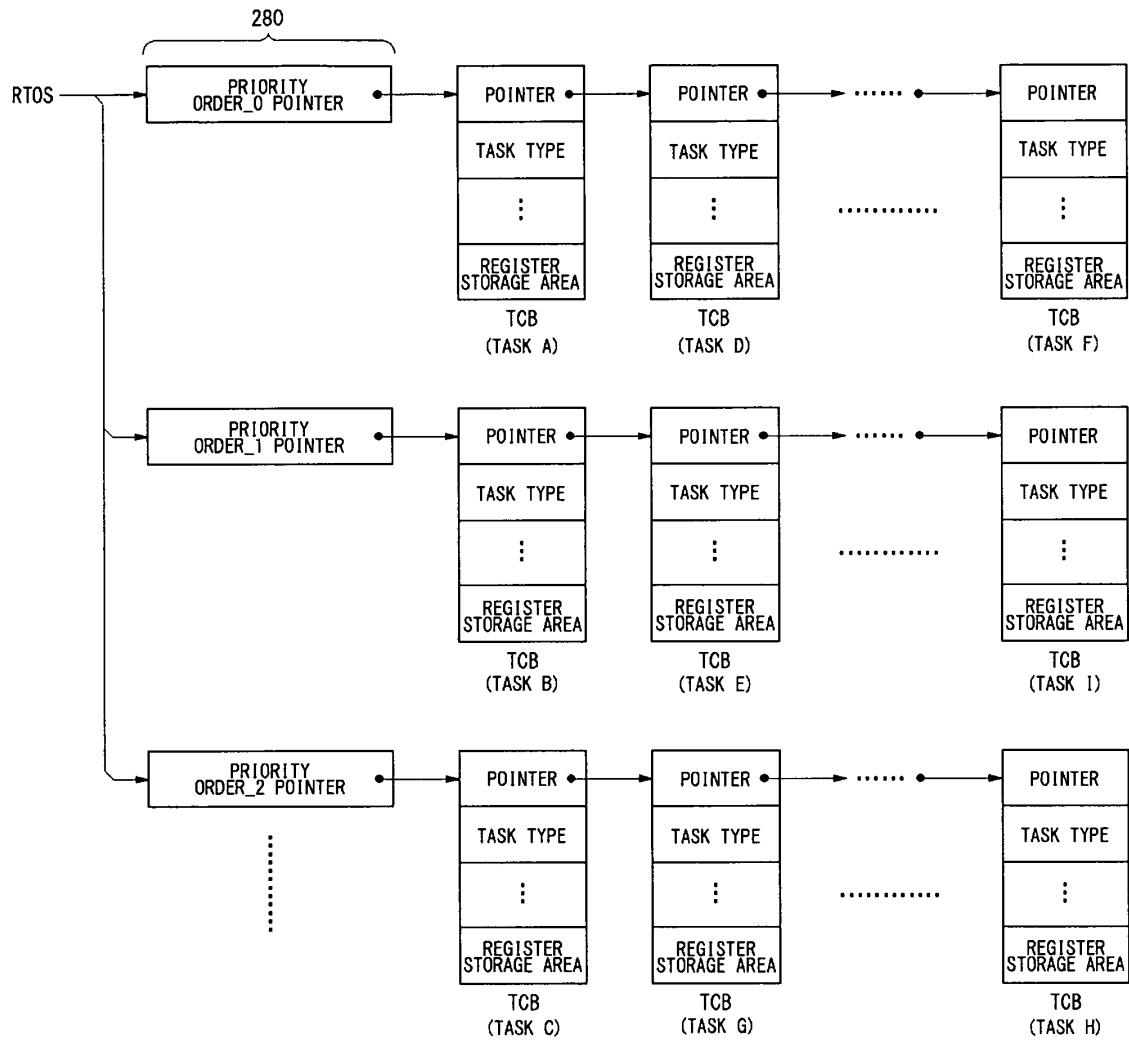 280
RTOS
PRIORITY
ORDER_0 POINTER
POINTER
POINTER
POINTER
TASK TYPE
TASK TYPE
TASK TYPE
REGISTER
STORAGE AREA
REGISTER
STORAGE AREA
REGISTER
STORAGE AREA
TCB
(TASK A)
TCB
(TASK D)
TCB
(TASK F)
PRIORITY
ORDER_1 POINTER
POINTER
POINTER
POINTER
TASK TYPE
TASK TYPE
TASK TYPE
REGISTER
STORAGE AREA
REGISTER
STORAGE AREA
REGISTER
STORAGE AREA
TCB
(TASK B)
TCB
(TASK E)
TCB
(TASK I)
PRIORITY
ORDER_2 POINTER
POINTER
POINTER
POINTER
TASK TYPE
TASK TYPE
TASK TYPE
REGISTER
STORAGE AREA
REGISTER
STORAGE AREA
REGISTER
STORAGE AREA
TCB
(TASK C)
TCB
(TASK G)
TCB
(TASK H)